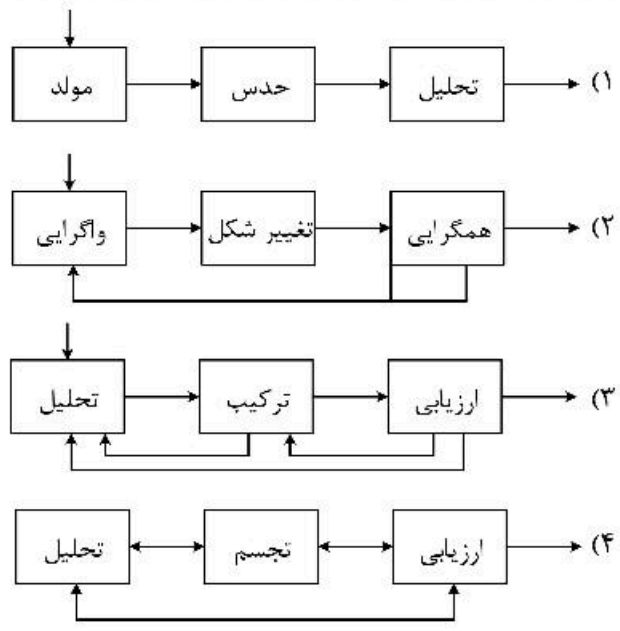 ۱) تحلیل حدس مولد
۲) همگرایی تغییر شکل واگرایی
۳) ارزیابی ترکیب تحلیل
۴) ارزیابی تجسم تحلیل